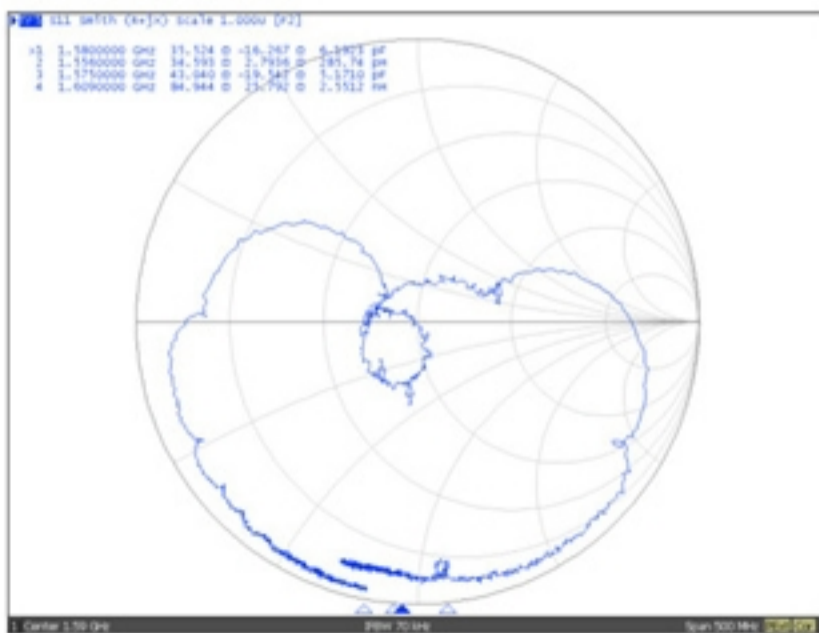 S11 Smith (R+jX) Scale 1.000U [F2]
>1 1.5800000 GHz 35.524 Ω -16.267 Ω 6.1923 pF
2 1.5560000 GHz 34.593 Ω 2.7936 Ω 285.74 pH
3 1.5750000 GHz 43.040 Ω -19.542 Ω 5.1710 pF
4 1.6090000 GHz 84.944 Ω 25.792 Ω 2.5512 nH
1 Center 1.59 GHz IFBW 70 kHz Span 500 MHz Cor